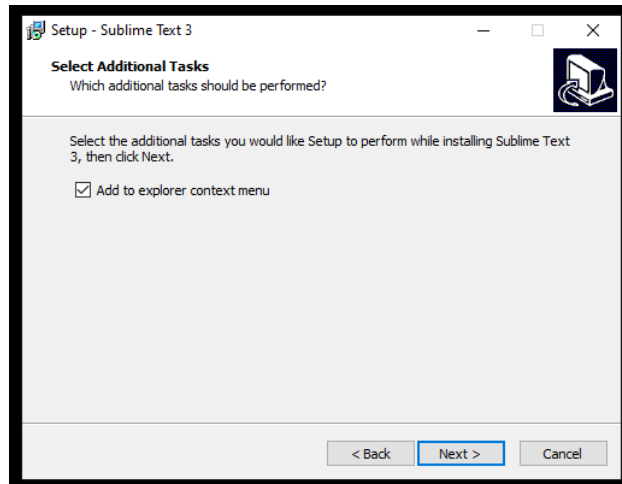 Setup - Sublime Text 3
Select Additional Tasks
Which additional tasks should be performed?
Select the additional tasks you would like Setup to perform while installing Sublime Text
3, then click Next.
Add to explorer context menu
< Back
Next >
Cancel